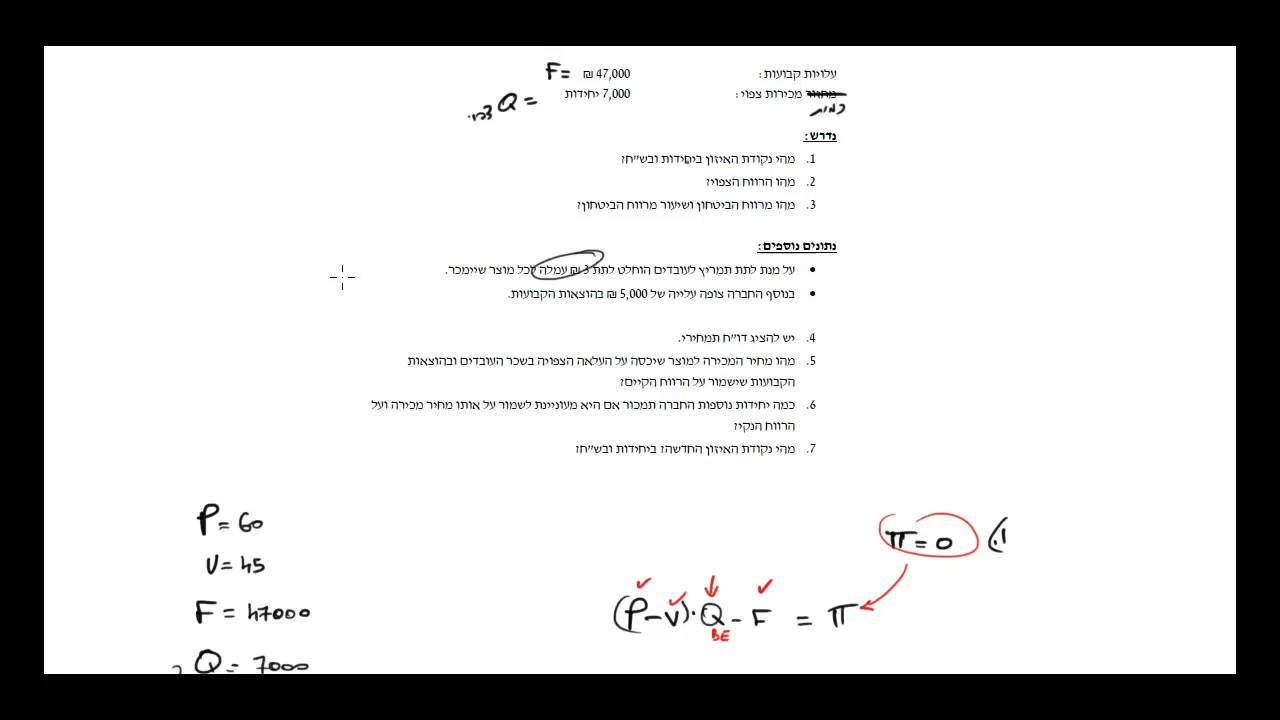 עלויות קבועות: 47,000 ₪ F=
מחזור מכירות צפוי: 7,000 יחידות Q =
כמות
נדרש:
1. מהי נקודת האיזון ביחידות ובש״ח?
2. מהו הרווח הצפוי?
3. מהו מרווח הביטחון ושיעור מרווח הביטחון?
נתונים נוספים:
• על מנת לתת תמריץ לעובדים הוחלט לתת 3 ₪ עמלה לכל מוצר שיימכר.
• בנוסף החברה צופה עלייה של 5,000 ₪ בהוצאות הקבועות.
4. יש להציג דו״ח תמחירי.
5. מהו מחיר המכירה למוצר שיכסה על העלאה הצפויה בשכר העובדים ובהוצאות
הקבועות שישמור על הרווח הקיים?
6. כמה יחידות נוספות החברה תמכור אם היא מעוניינת לשמור על אותו מחיר מכירה ועל
הרווח הנקי?
7. מהי נקודת האיזון החדשה? ביחידות ובש״ח?
P = 60
V = 45
F = 47000
Q = 7000
(1. π = 0
(P - V) · Q - F = π
BE